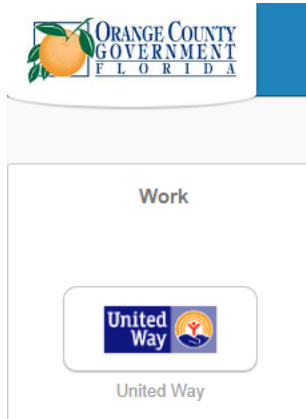 ORANGE COUNTY
GOVERNMENT
FLORIDA
Work
United
Way
United Way